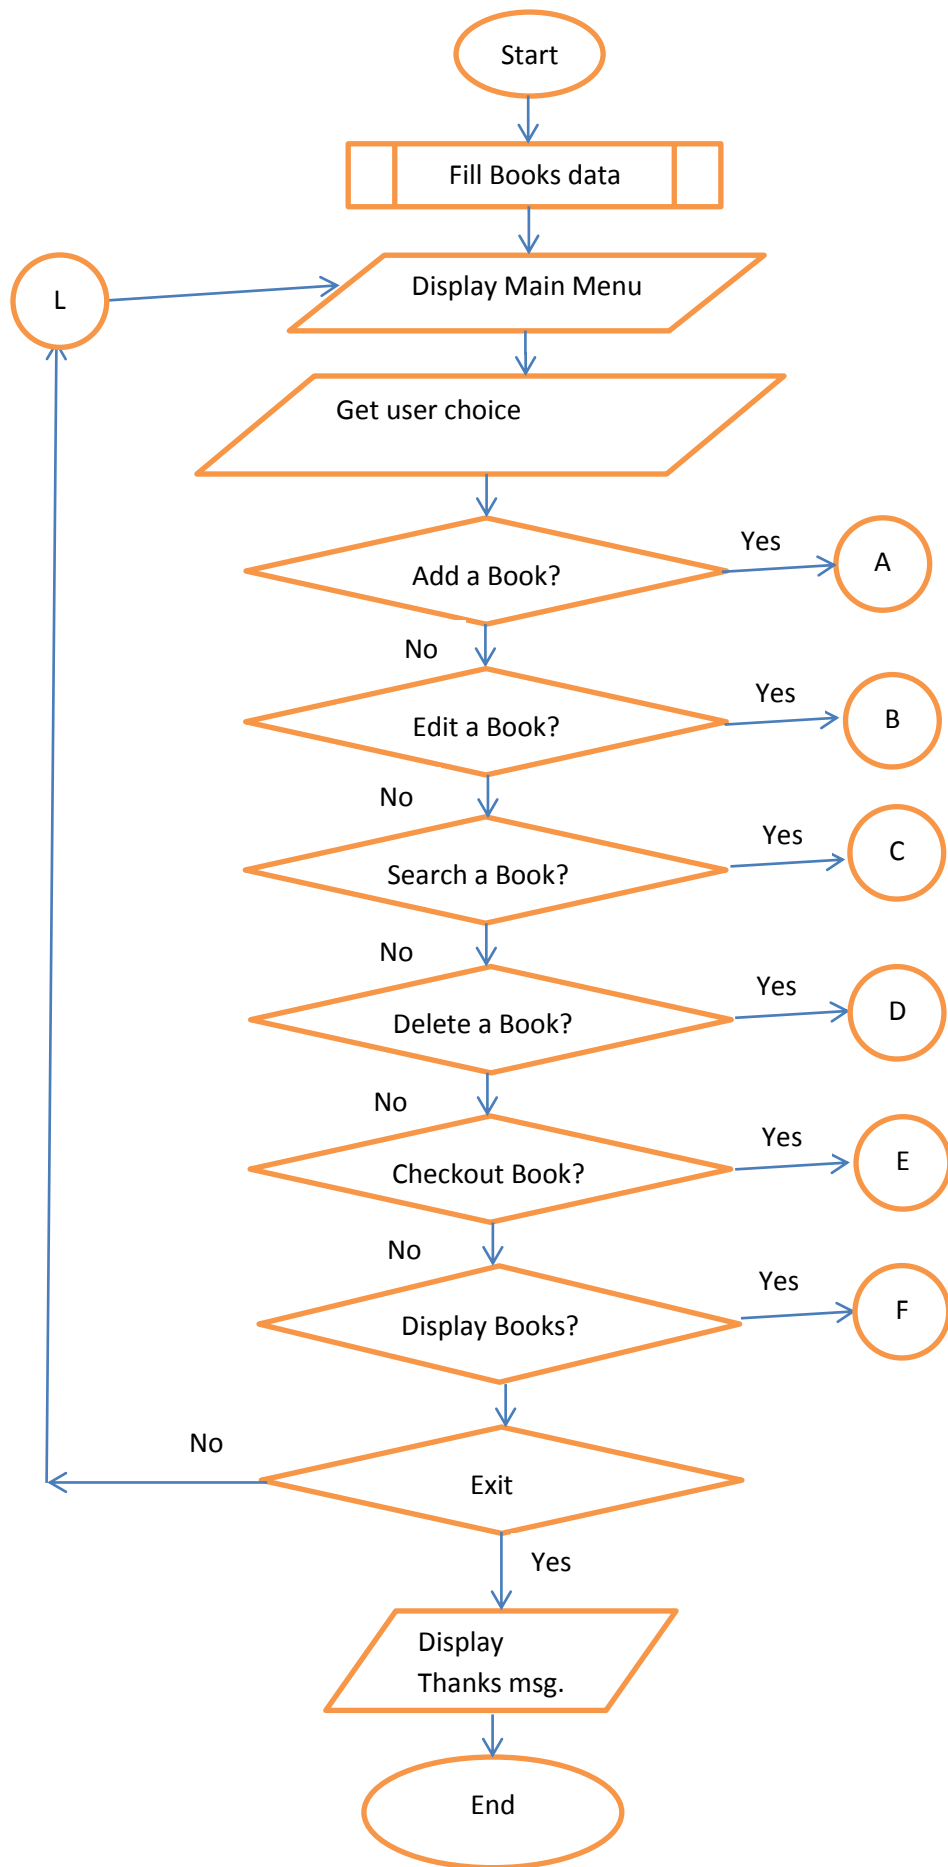 Start
Fill Books data
Display Main Menu
L
Get user choice
Add a Book?
Yes
A
No
Edit a Book?
Yes
B
No
Search a Book?
Yes
C
No
Delete a Book?
Yes
D
No
Checkout Book?
Yes
E
No
Display Books?
Yes
F
No
Exit
Yes
Display
Thanks msg.
End